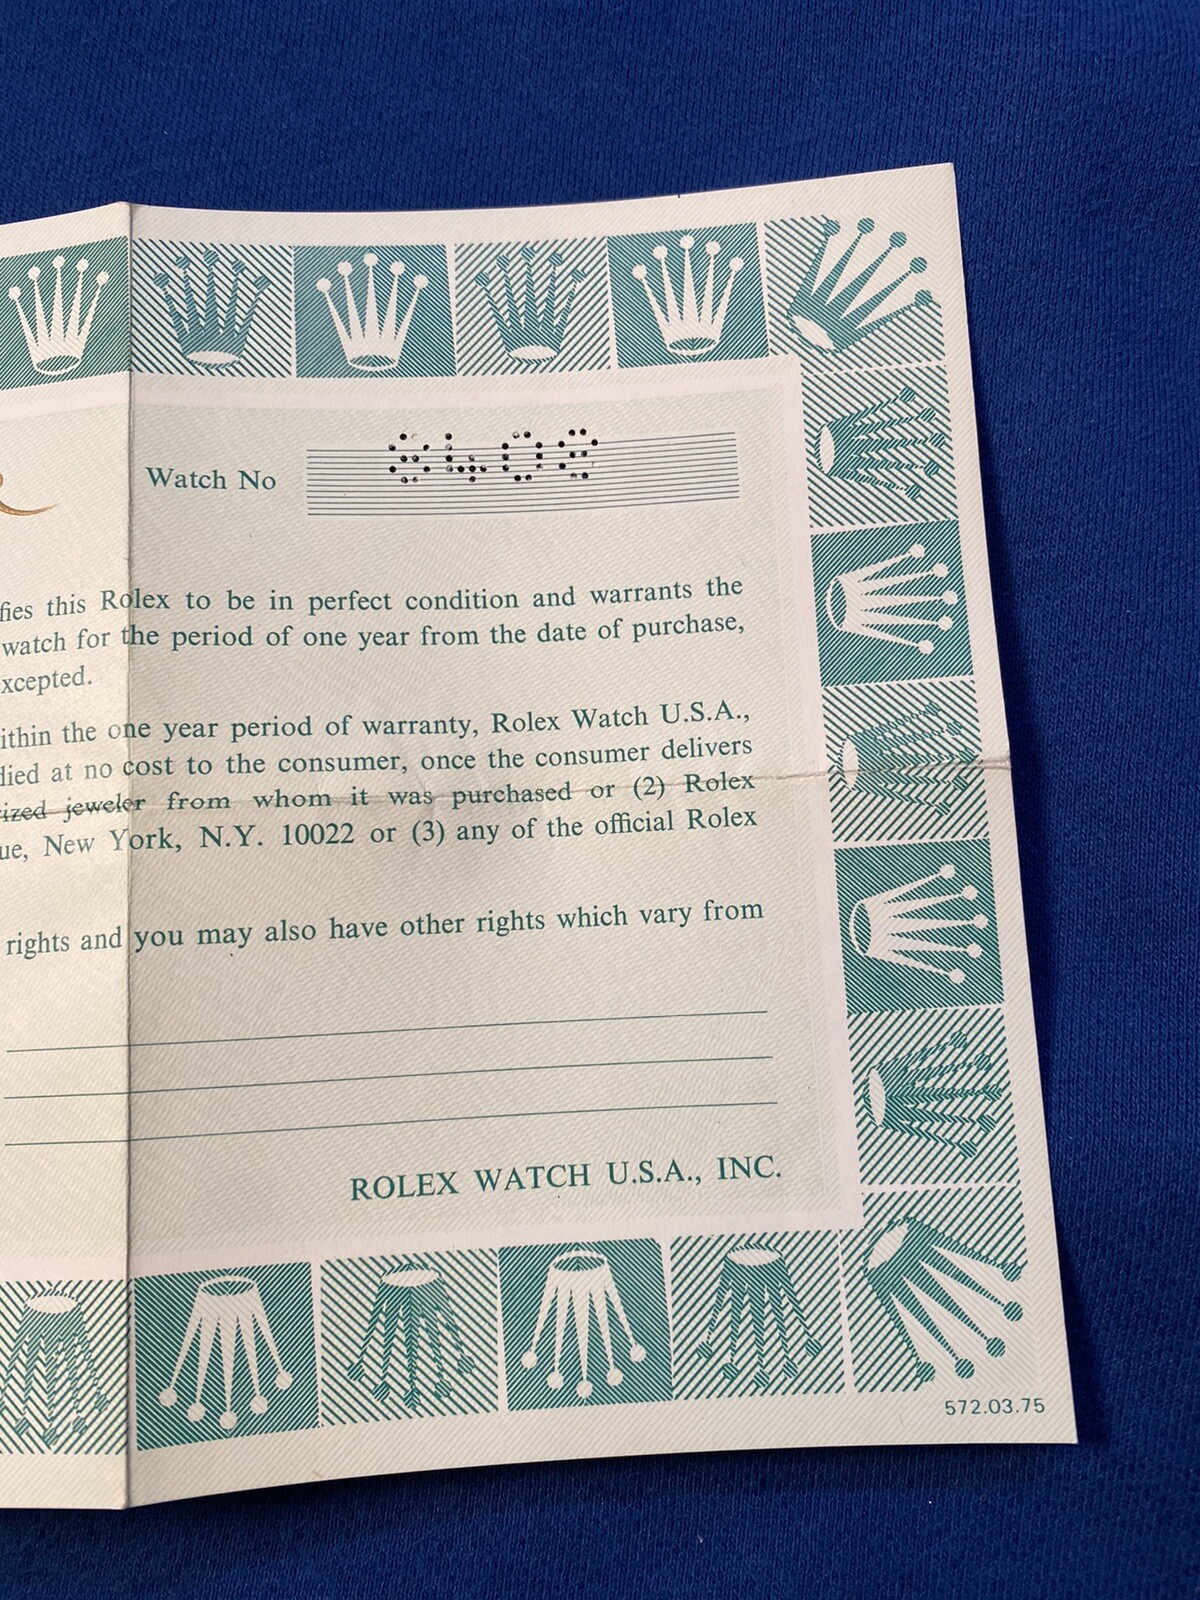 Watch No
fies this Rolex to be in perfect condition and warrants the
watch for the period of one year from the date of purchase,
xcepted.
ithin the one year period of warranty, Rolex Watch U.S.A.,
died at no cost to the consumer, once the consumer delivers
ized jeweler from whom it was purchased or (2) Rolex
ue, New York, N.Y. 10022 or (3) any of the official Rolex
rights and you may also have other rights which vary from
ROLEX WATCH U.S.A., INC.
572.03.75